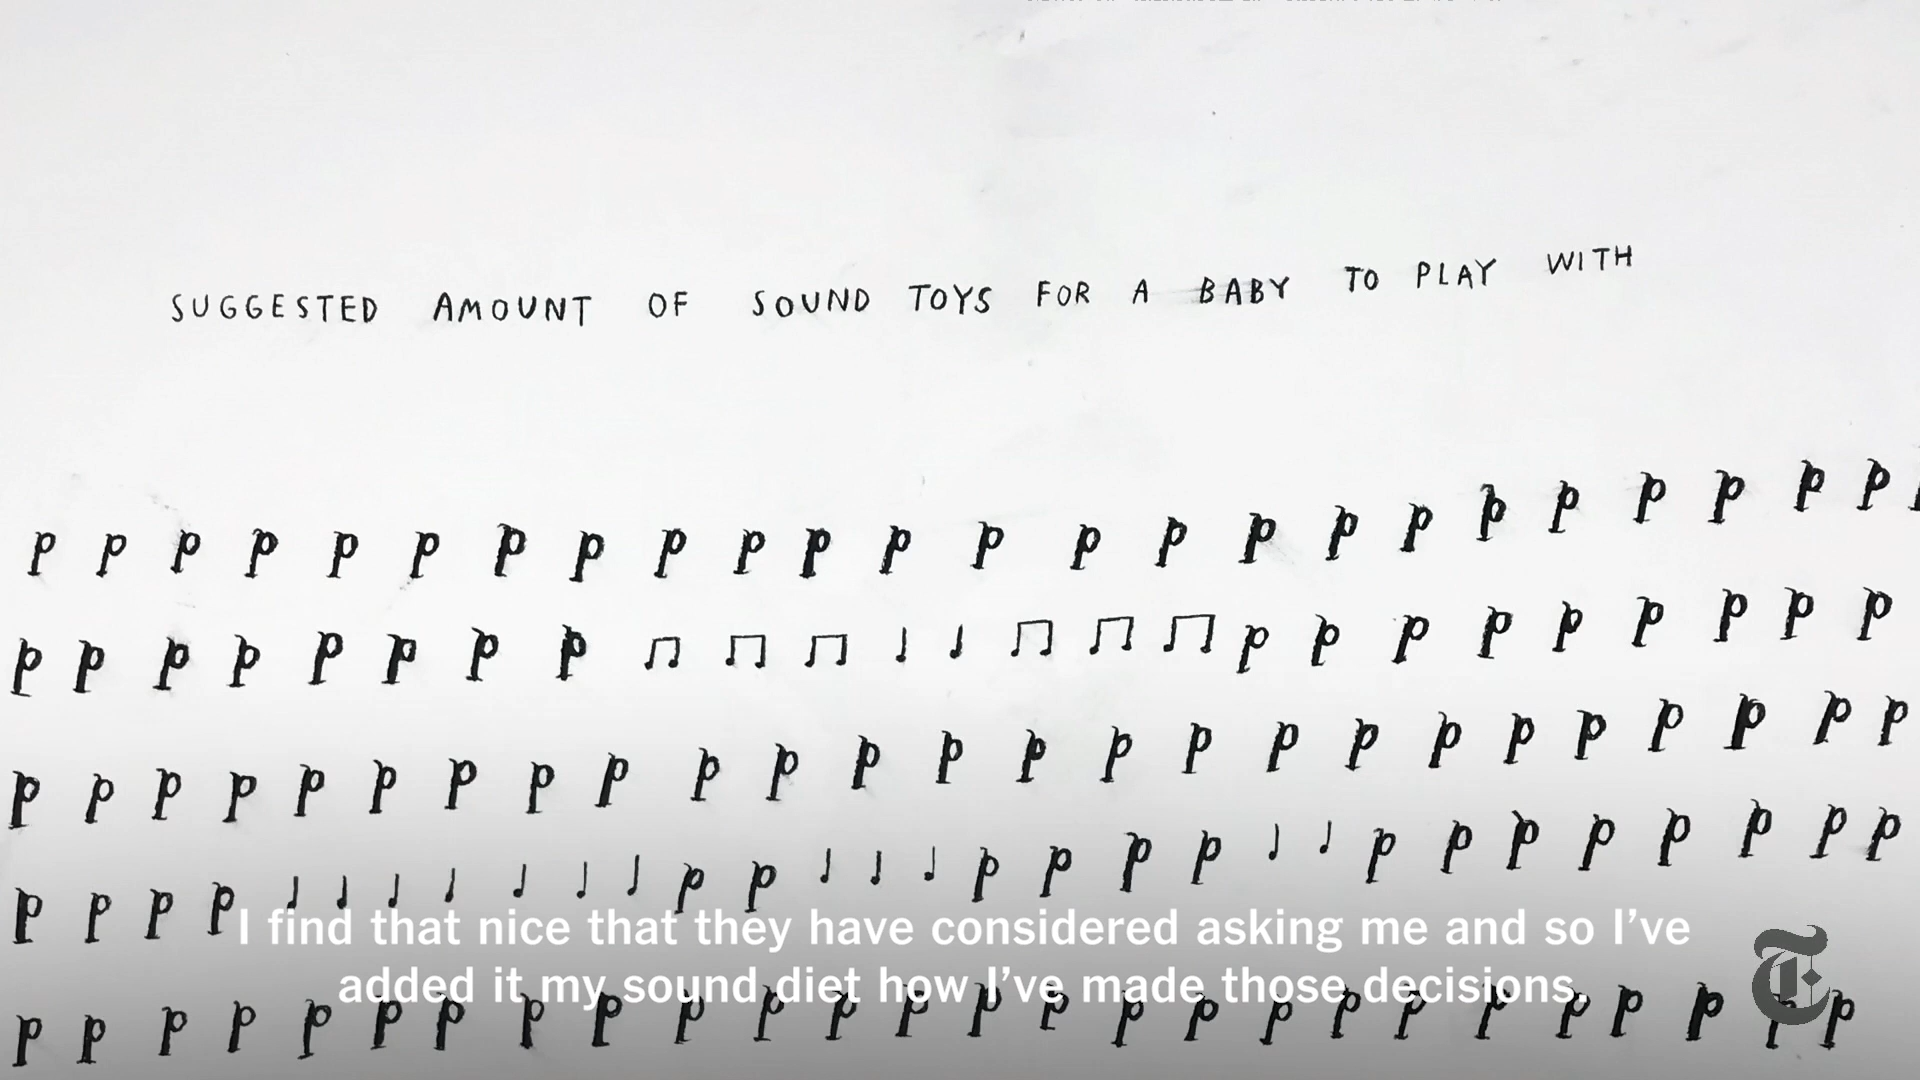 SUGGESTED AMOUNT OF SOUND TOYS FOR A BABY TO PLAY WITH
p p p p p p p p p p p p p p p p p p p p p p p p
p p p p p p p p ♫ ♫ ♫ ♩ ♩ ♫ ♫ ♫ p p p p p p p p p
p p p p p p p p p p p p p p p p p p p p p p p p
p p p p ♩ ♩ ♩ ♩ ♩ ♩ ♩ p p ♩ ♩ ♩ p p p p ♩ ♩ p p p p p p p p
I find that nice that they have considered asking me and so I’ve
added it my sound diet how I’ve made those decisions.
p p p p p p p p p p p p p p p p p p p p p p p p
T